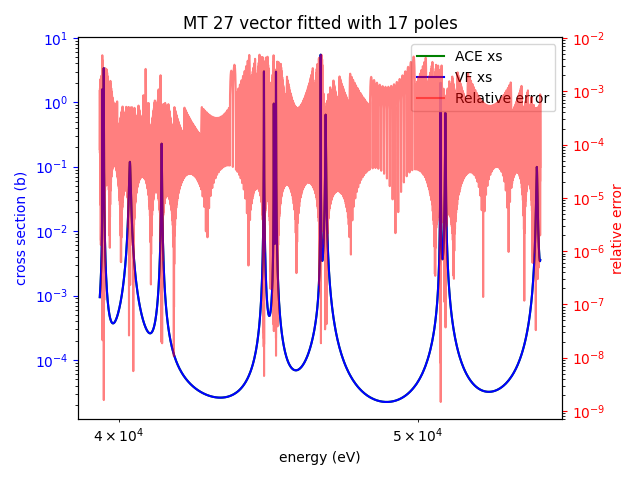 MT 27 vector fitted with 17 poles
ACE xs
VF xs
Relative error
cross section (b)
10¹
10⁰
10⁻¹
10⁻²
10⁻³
10⁻⁴
10⁻²
10⁻³
10⁻⁴
10⁻⁵
10⁻⁶
10⁻⁷
10⁻⁸
10⁻⁹
relative error
4 × 10⁴
5 × 10⁴
energy (eV)